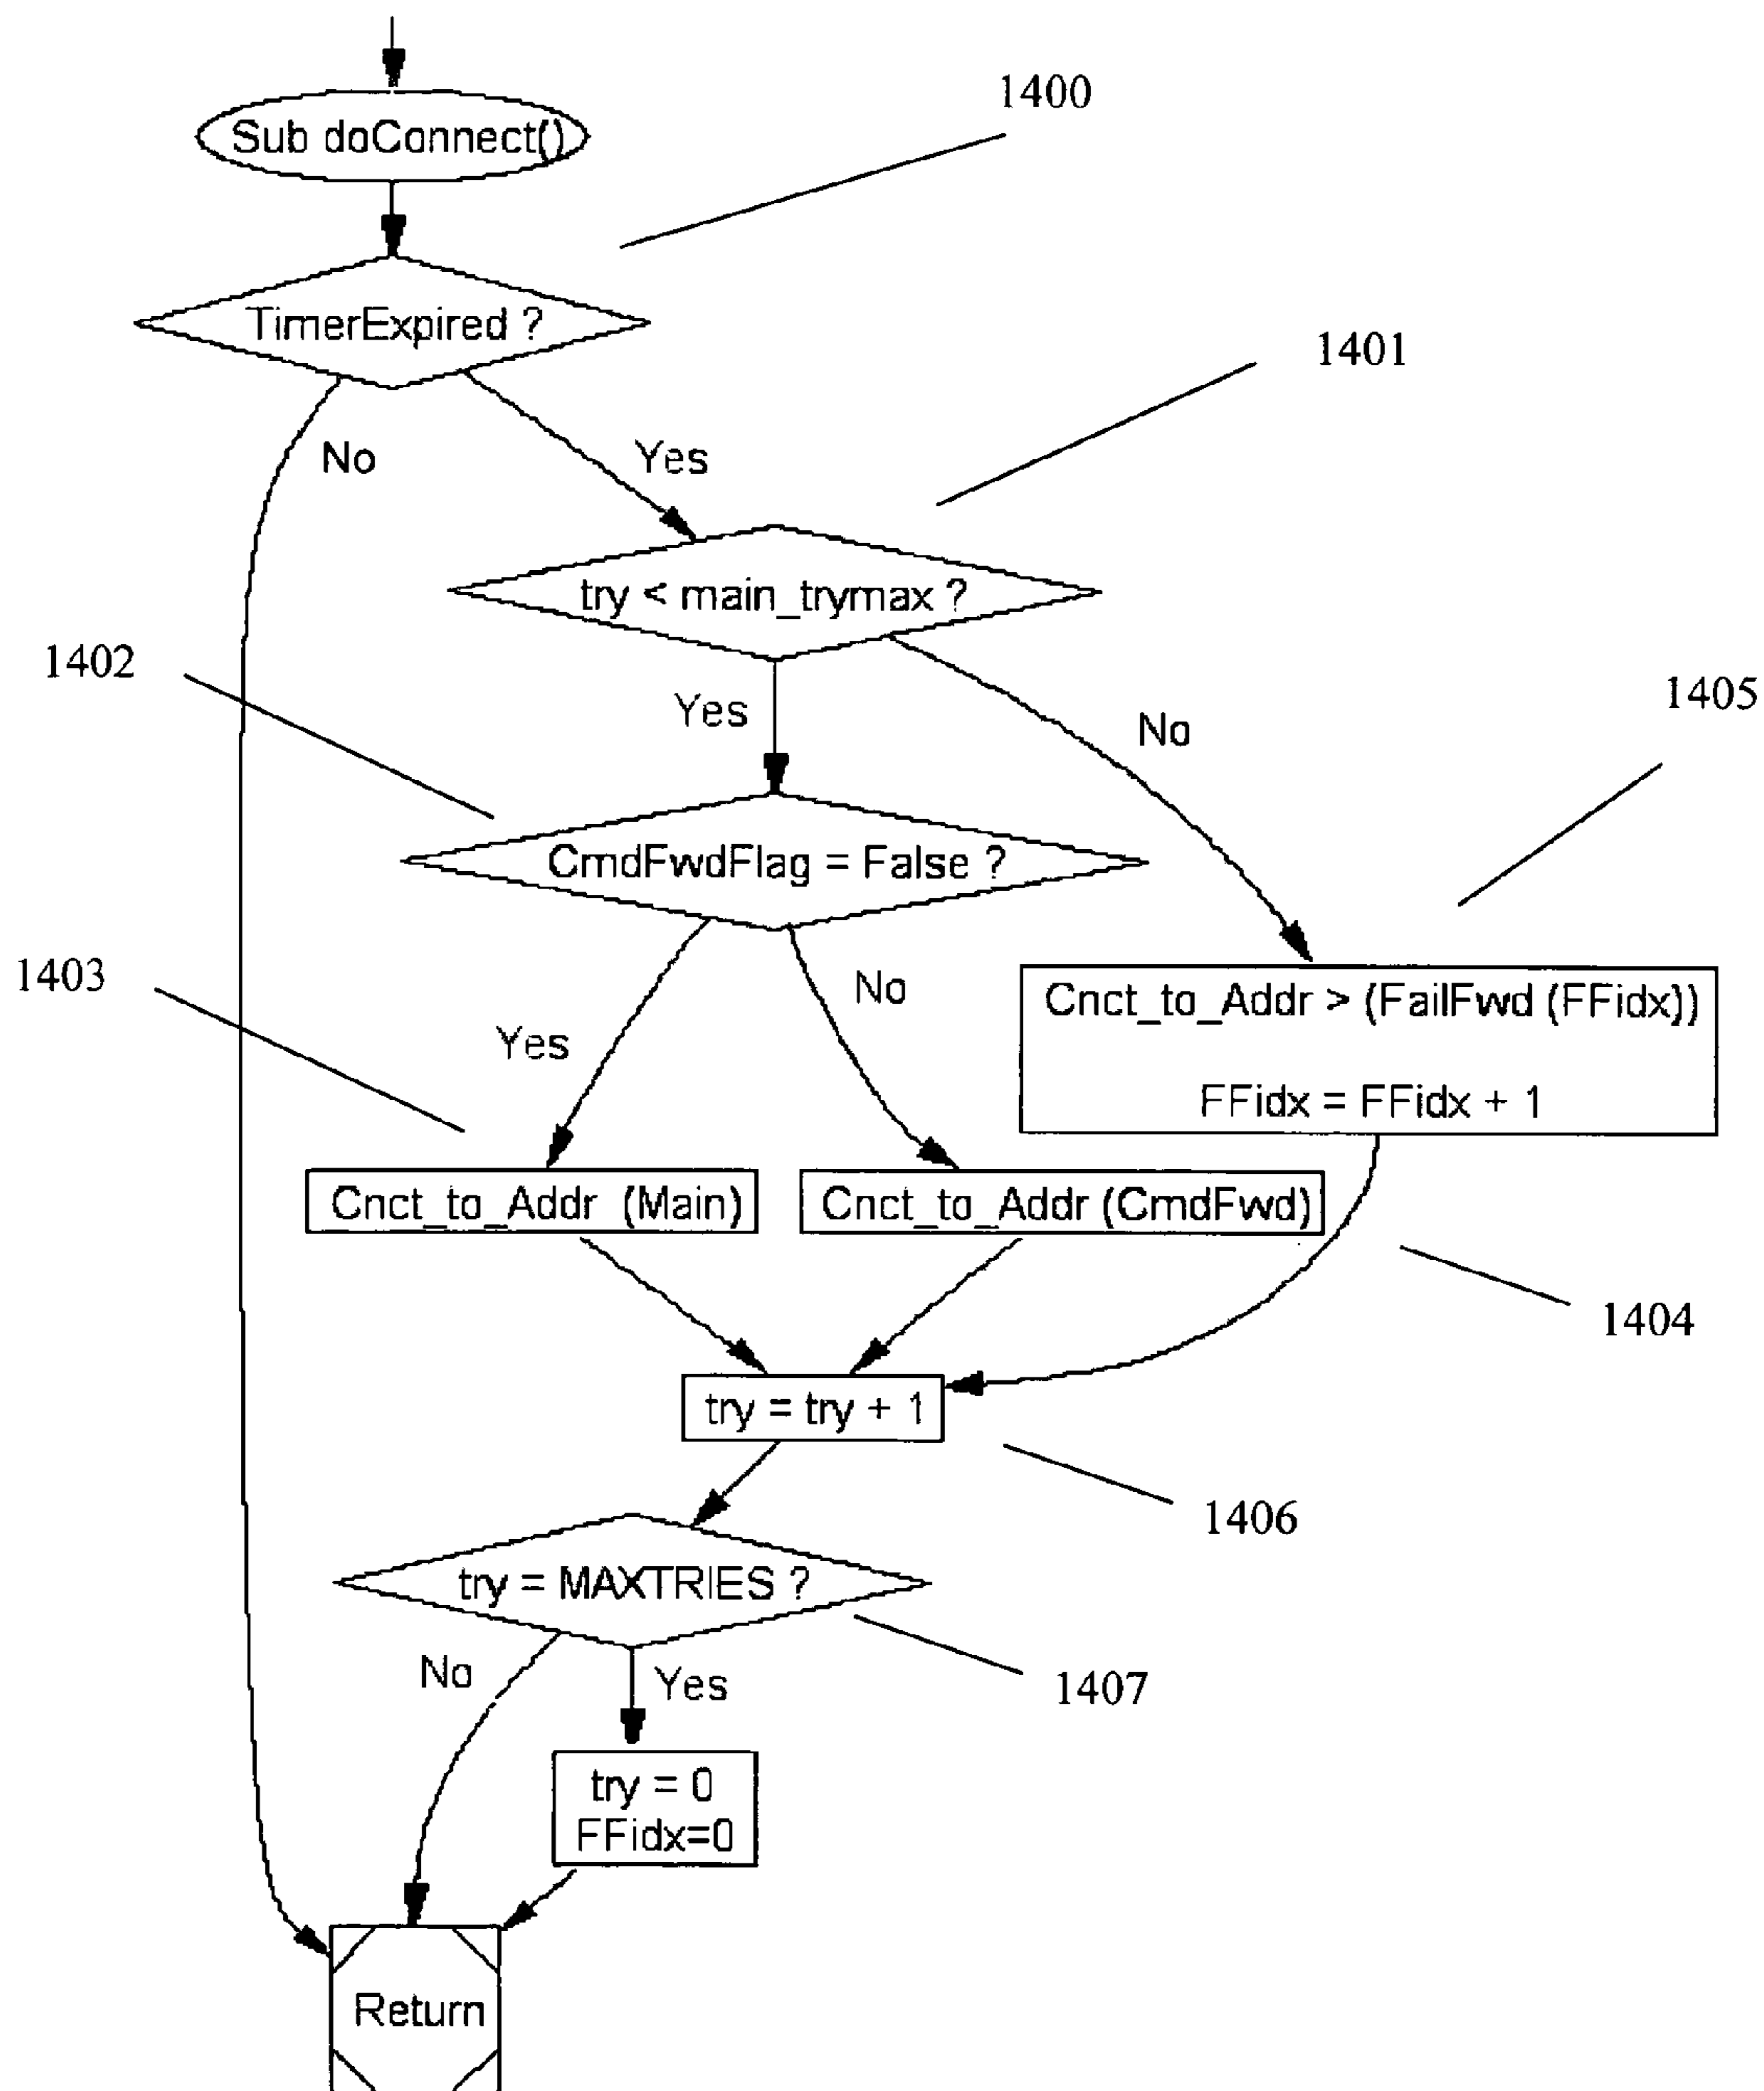 Sub doConnect()
1400
TimerExpired ?
No
Yes
1401
try < main_trymax ?
1402
Yes
No
1405
CmdFwdFlag = False ?
1403
Yes
No
Cnct_to_Addr > (FailFwd (FFidx))
FFidx = FFidx + 1
Cnct_to_Addr (Main)
Cnct_to_Addr (CmdFwd)
1404
try = try + 1
1406
try = MAXTRIES ?
No
Yes
1407
try = 0
FFidx=0
Return